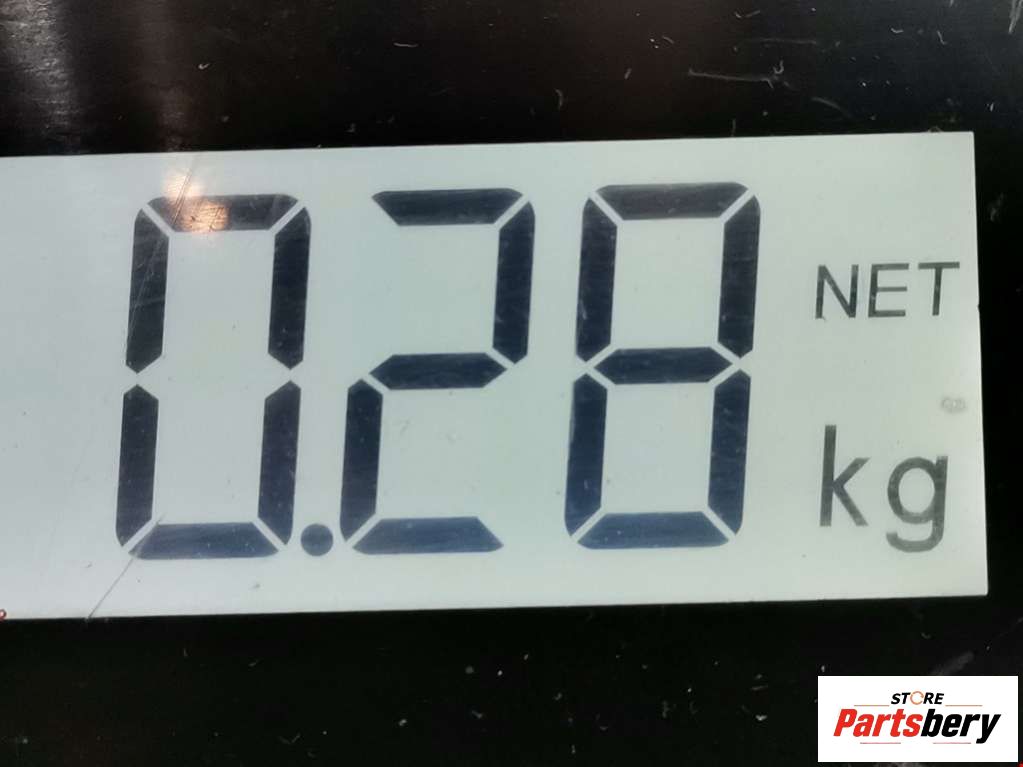 0.28
NET
kg
STORE
Partsbery